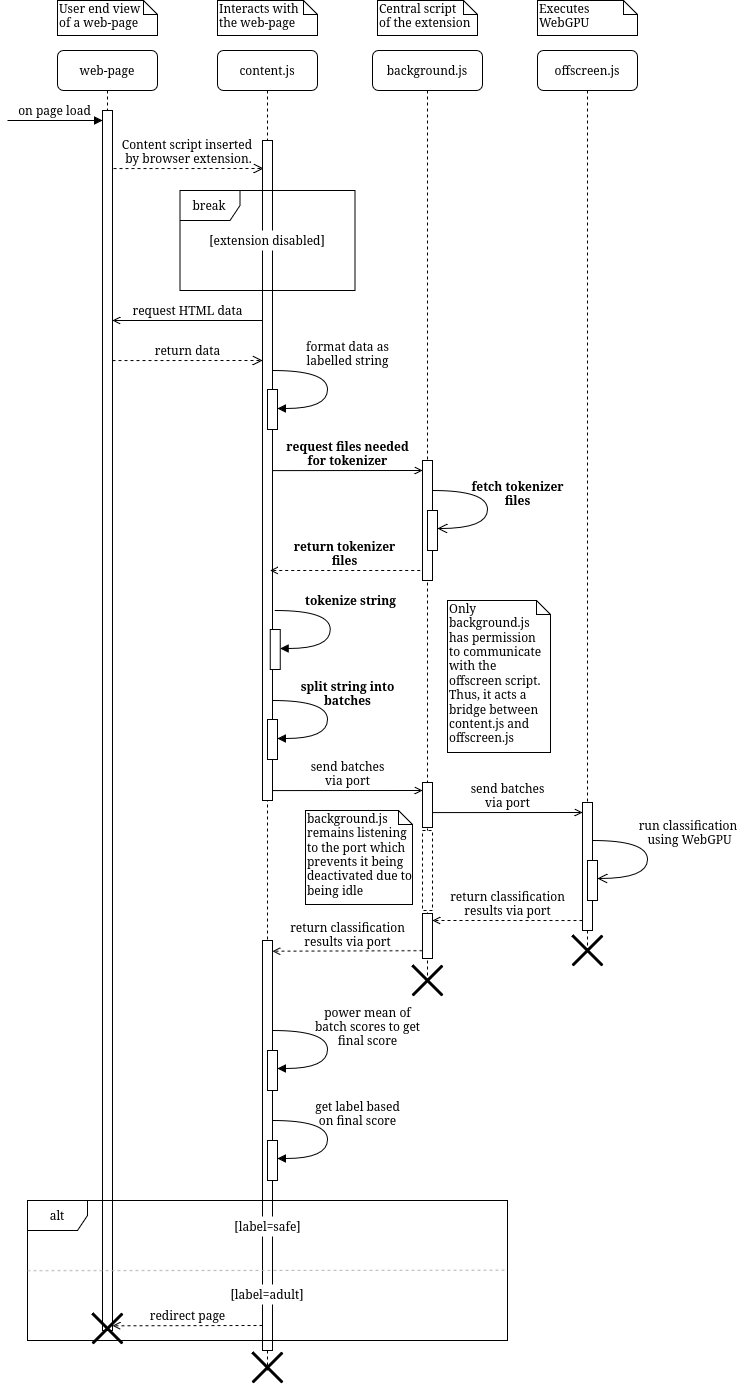 User end view
of a web-page
Interacts with
the web-page
Central script
of the extension
Executes
WebGPU
web-page
content.js
background.js
offscreen.js
on page load
Content script inserted
by browser extension.
break
[extension disabled]
request HTML data
return data
format data as
labelled string
request files needed
for tokenizer
fetch tokenizer
files
return tokenizer
files
tokenize string
Only
background.js
has permission
to communicate
with the
offscreen script.
Thus, it acts a
bridge between
content.js and
offscreen.js
split string into
batches
send batches
via port
send batches
via port
background.js
remains listening
to the port which
prevents it being
deactivated due to
being idle
run classification
using WebGPU
return classification
results via port
return classification
results via port
power mean of
batch scores to get
final score
get label based
on final score
alt
[label=safe]
[label=adult]
redirect page